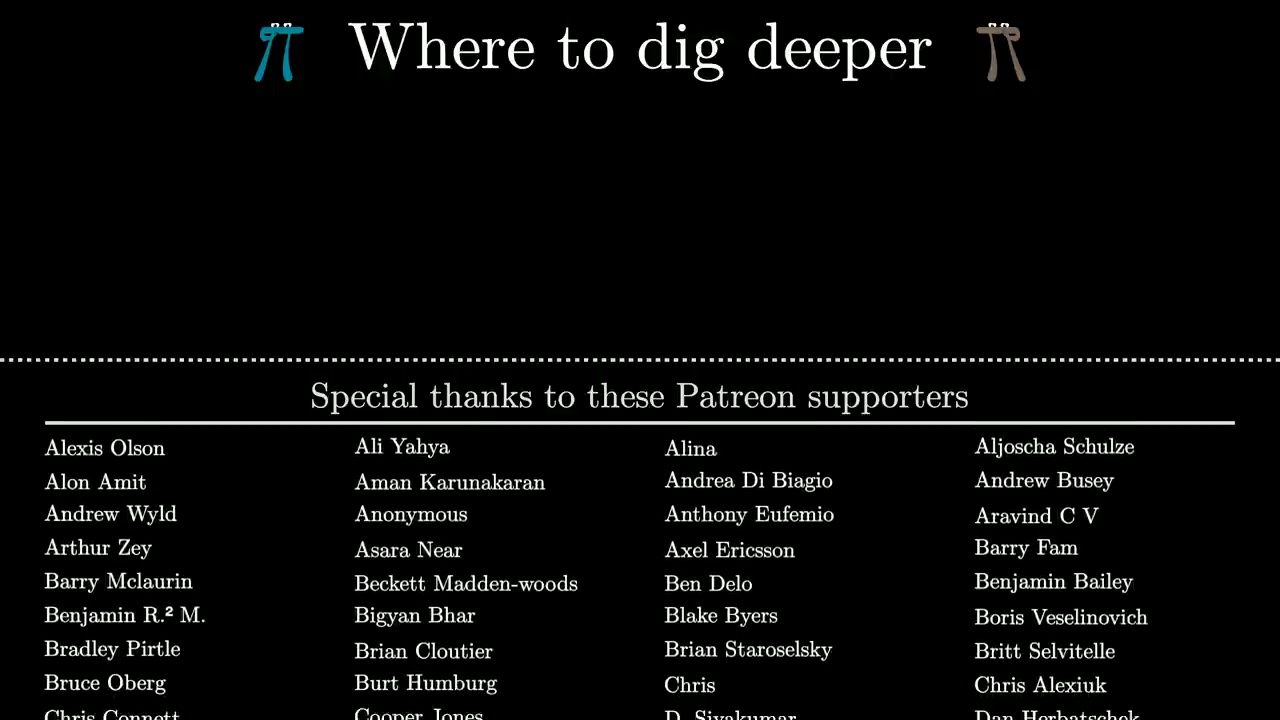 Where to dig deeper
Special thanks to these Patreon supporters
Alexis Olson Ali Yahya Alina Aljoscha Schulze
Alon Amit Aman Karunakaran Andrea Di Biagio Andrew Busey
Andrew Wyld Anonymous Anthony Eufemio Aravind C V
Arthur Zey Asara Near Axel Ericsson Barry Fam
Barry Mclaurin Beckett Madden-woods Ben Delo Benjamin Bailey
Benjamin R.² M. Bigyan Bhar Blake Byers Boris Veselinovich
Bradley Pirtle Brian Cloutier Brian Staroselsky Britt Selvitelle
Bruce Oberg Burt Humburg Chris Chris Alexiuk
Chris Connett Cooper Jones D. Sivakumar Dan Herbatschek